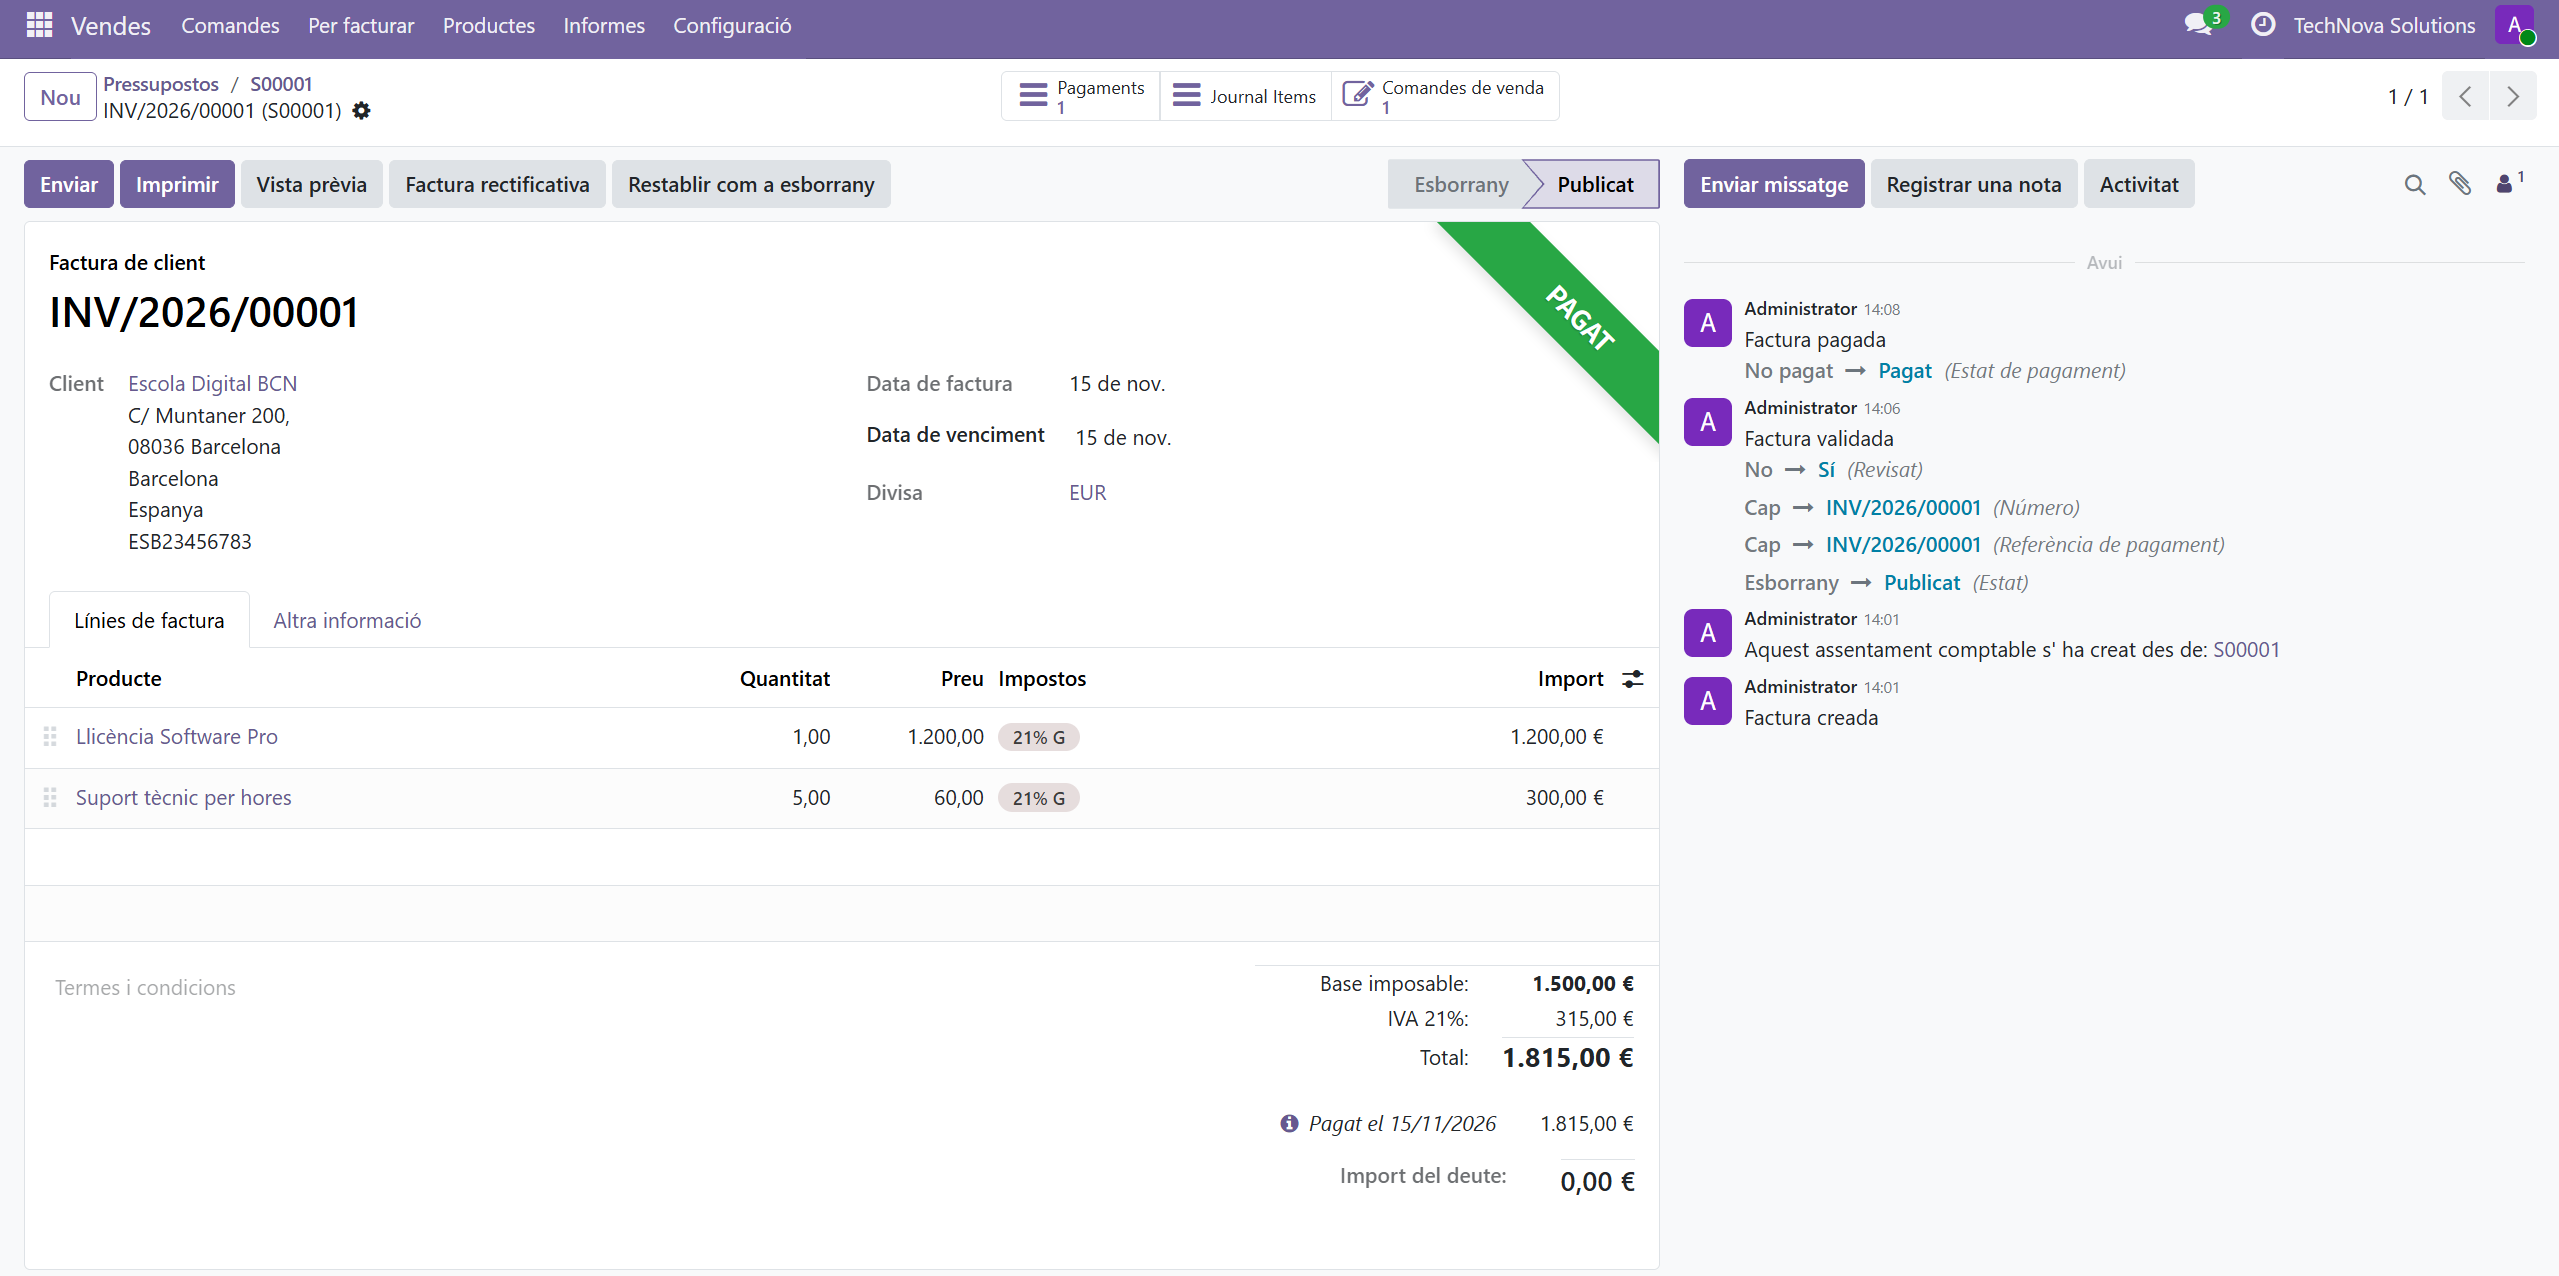 Vendes Comandes Per facturar Productes Informes Configuració 3 TechNova Solutions A
Nou
Pressupostos / S00001
INV/2026/00001 (S00001)
Pagaments
1
Journal Items
Comandes de venda
1
1 / 1
Enviar Imprimir Vista prèvia Factura rectificativa Restablir com a esborrany
Esborrany Publicat
Enviar missatge Registrar una nota Activitat 1
PAGAT
Factura de client
INV/2026/00001
Client Escola Digital BCN
C/ Muntaner 200,
08036 Barcelona
Barcelona
Espanya
ESB23456783
Data de factura 15 de nov.
Data de venciment 15 de nov.
Divisa EUR
Línies de factura Altra informació
Producte Quantitat Preu Impostos Import
Llicència Software Pro 1,00 1.200,00 21% G 1.200,00 €
Suport tècnic per hores 5,00 60,00 21% G 300,00 €
Termes i condicions
Base imposable: 1.500,00 €
IVA 21%: 315,00 €
Total: 1.815,00 €
Pagat el 15/11/2026 1.815,00 €
Import del deute: 0,00 €
Avui
A
Administrator 14:08
Factura pagada
No pagat → Pagat (Estat de pagament)
A
Administrator 14:06
Factura validada
No → Sí (Revisat)
Cap → INV/2026/00001 (Número)
Cap → INV/2026/00001 (Referència de pagament)
Esborrany → Publicat (Estat)
A
Administrator 14:01
Aquest assentament comptable s' ha creat des de: S00001
A
Administrator 14:01
Factura creada